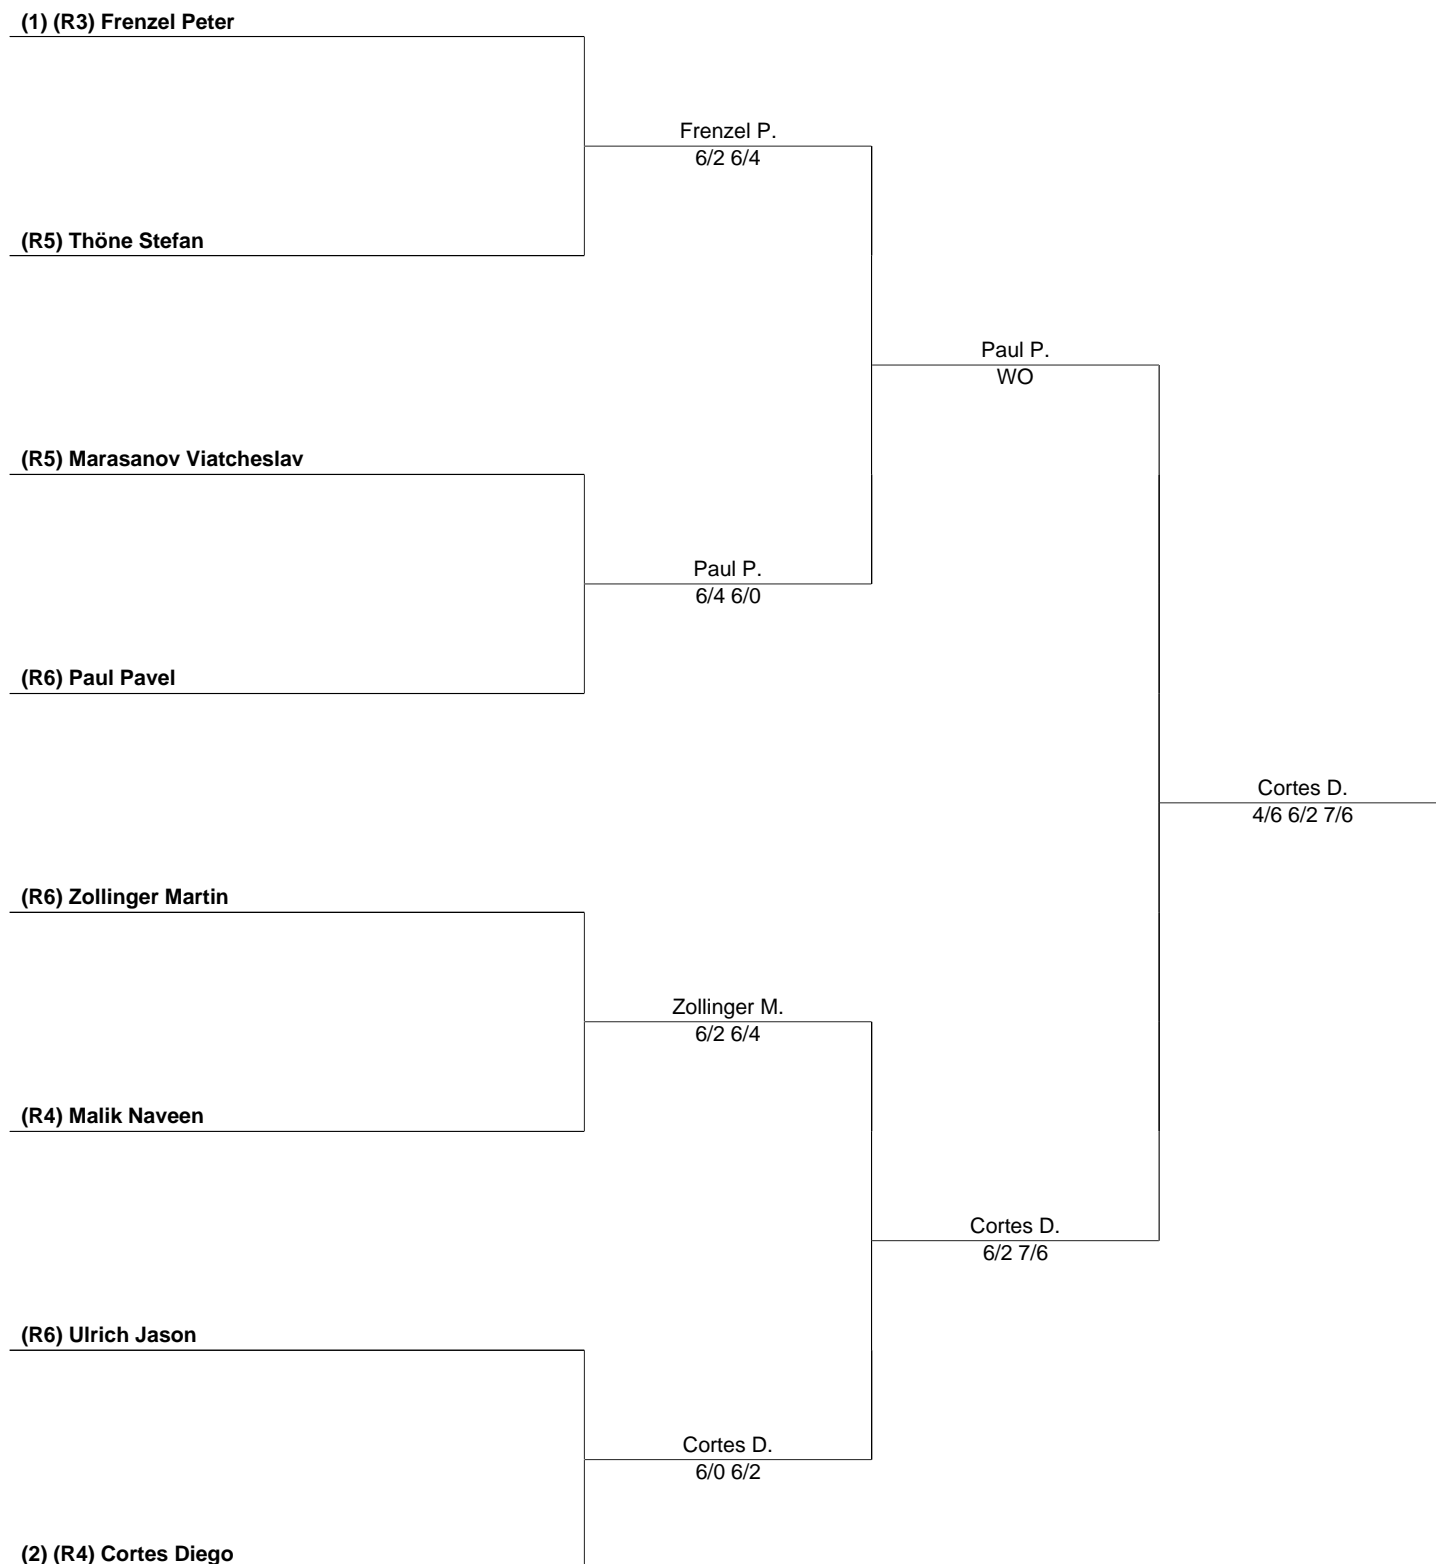 (1) (R3) Frenzel Peter
Frenzel P.
6/2 6/4
(R5) Thöne Stefan
Paul P.
WO
(R5) Marasanov Viatcheslav
Paul P.
6/4 6/0
(R6) Paul Pavel
Cortes D.
4/6 6/2 7/6
(R6) Zollinger Martin
Zollinger M.
6/2 6/4
(R4) Malik Naveen
Cortes D.
6/2 7/6
(R6) Ulrich Jason
Cortes D.
6/0 6/2
(2) (R4) Cortes Diego